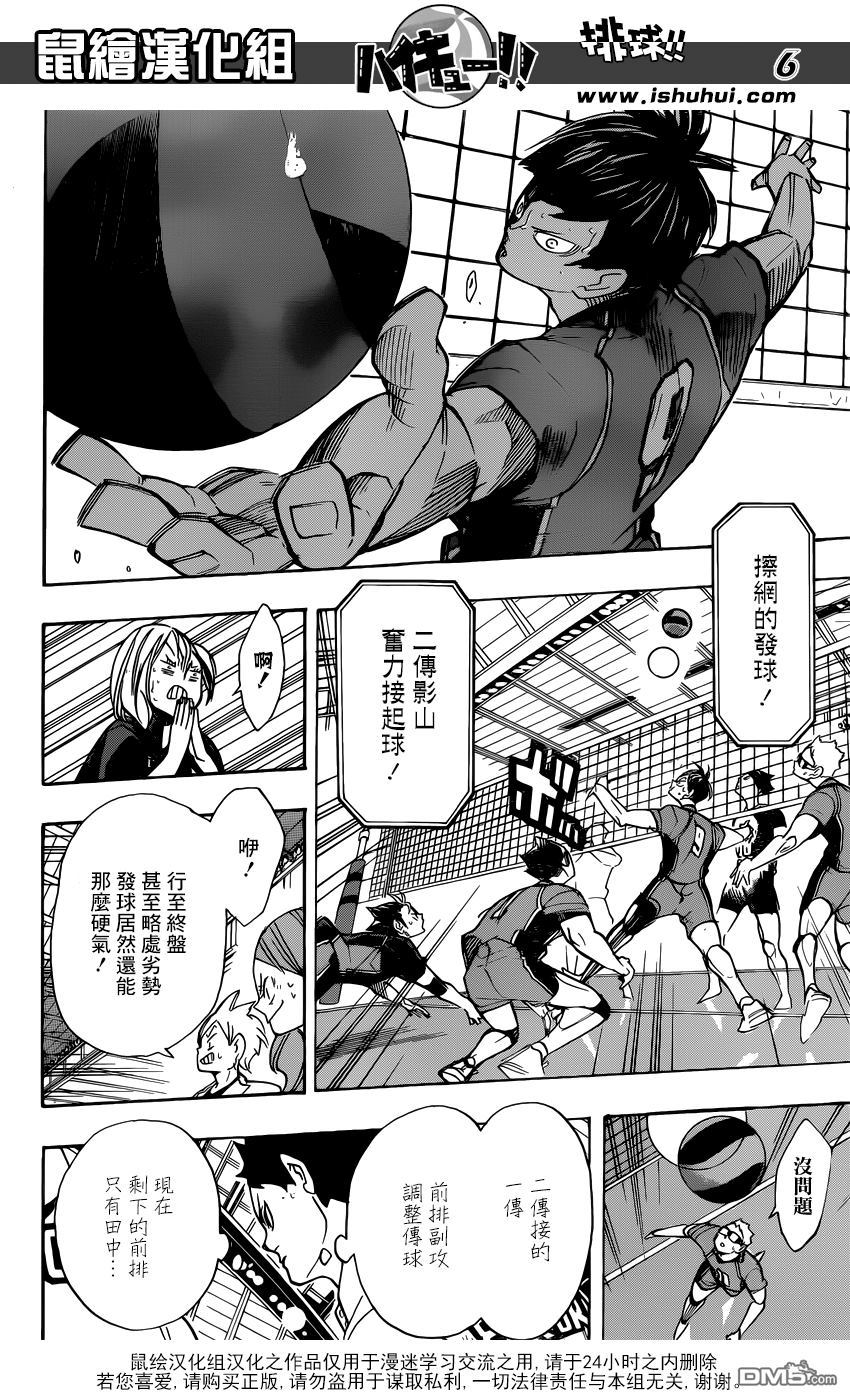 鼠繪漢化組
ハイキュー!!
排球!!
6
www.ishuhui.com
擦網的發球！
二傳影山
奮力接起球！
ボッ
啊！
咿！
行至終盤
甚至略處劣勢
發球居然還能
那麼硬氣！
沒問題
二傳接的
一傳
前排副攻
調整傳球
現在
剩下的前排
只有田中…
鼠绘汉化组汉化之作品仅用于漫迷学习交流之用, 请于24小时之内删除
若您喜爱, 请购买正版, 请勿盗用于谋取私利, 一切法律责任与本组无关, 谢谢。
DM5.com